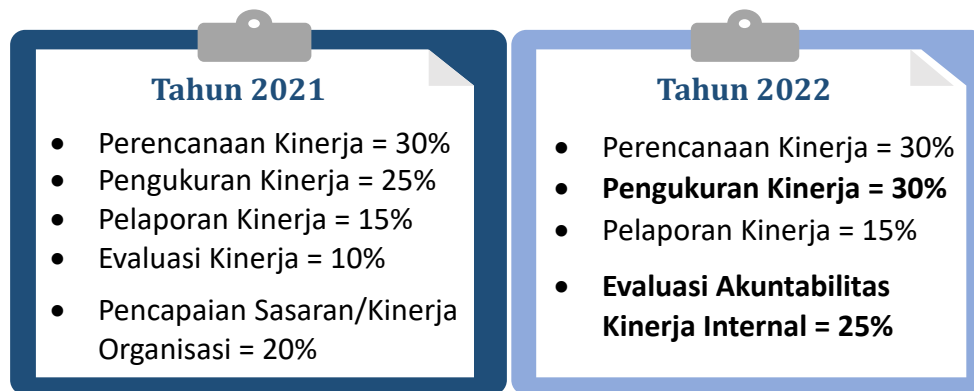 Tahun 2021
• Perencanaan Kinerja = 30%
• Pengukuran Kinerja = 25%
• Pelaporan Kinerja = 15%
• Evaluasi Kinerja = 10%
• Pencapaian Sasaran/Kinerja
Organisasi = 20%
Tahun 2022
• Perencanaan Kinerja = 30%
• Pengukuran Kinerja = 30%
• Pelaporan Kinerja = 15%
• Evaluasi Akuntabilitas
Kinerja Internal = 25%